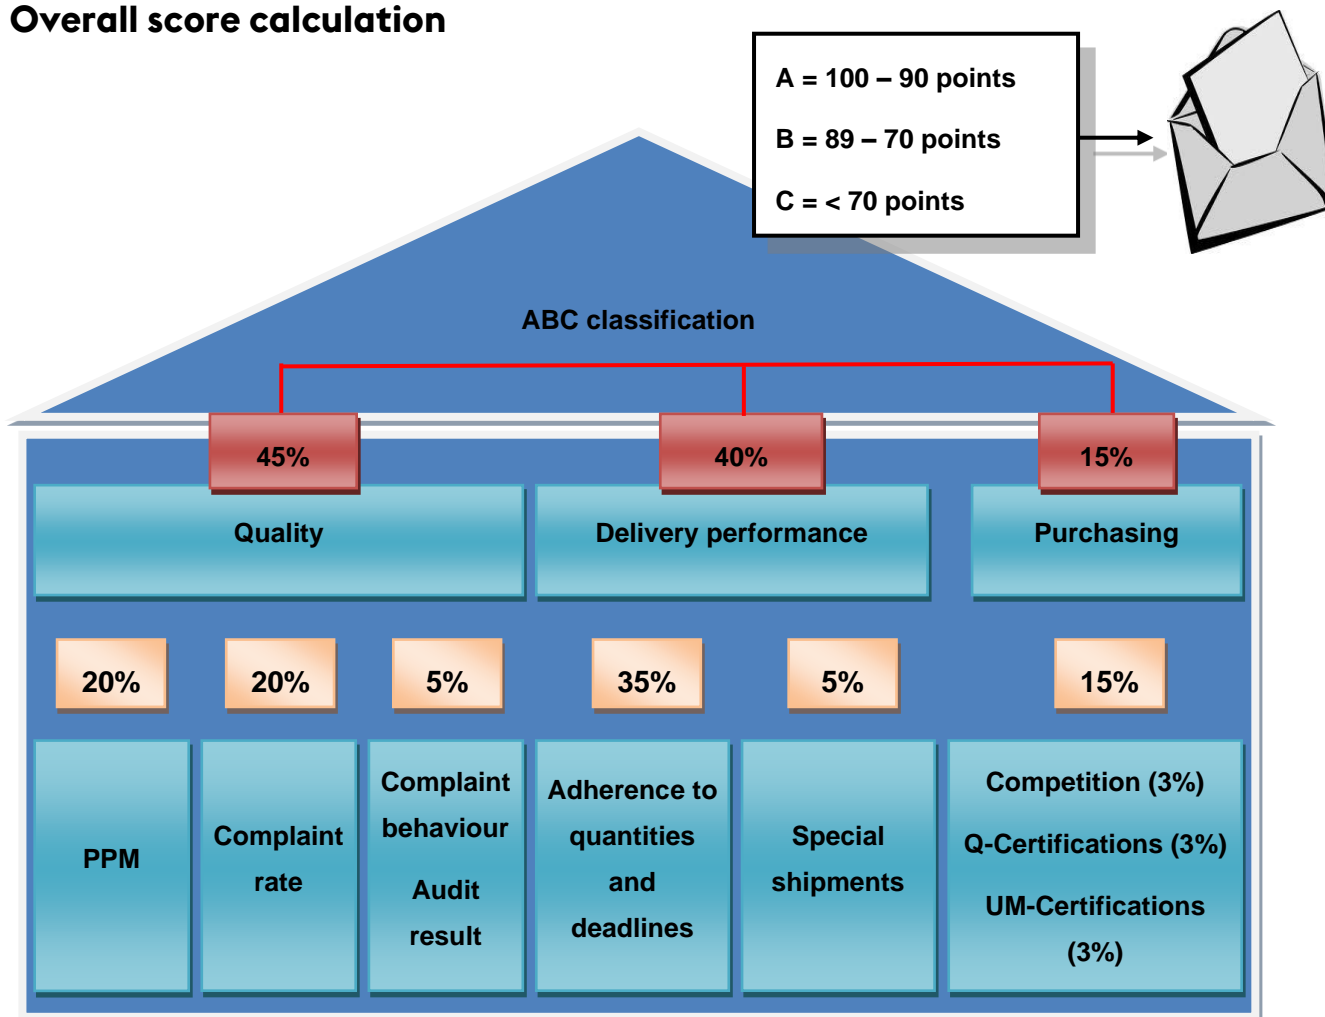 Overall score calculation
A = 100 – 90 points
B = 89 – 70 points
C = < 70 points
ABC classification
45%
40%
15%
Quality
Delivery performance
Purchasing
20%
20%
5%
35%
5%
15%
PPM
Complaint
rate
Complaint
behaviour
Audit
result
Adherence to
quantities
and
deadlines
Special
shipments
Competition (3%)
Q-Certifications (3%)
UM-Certifications
(3%)